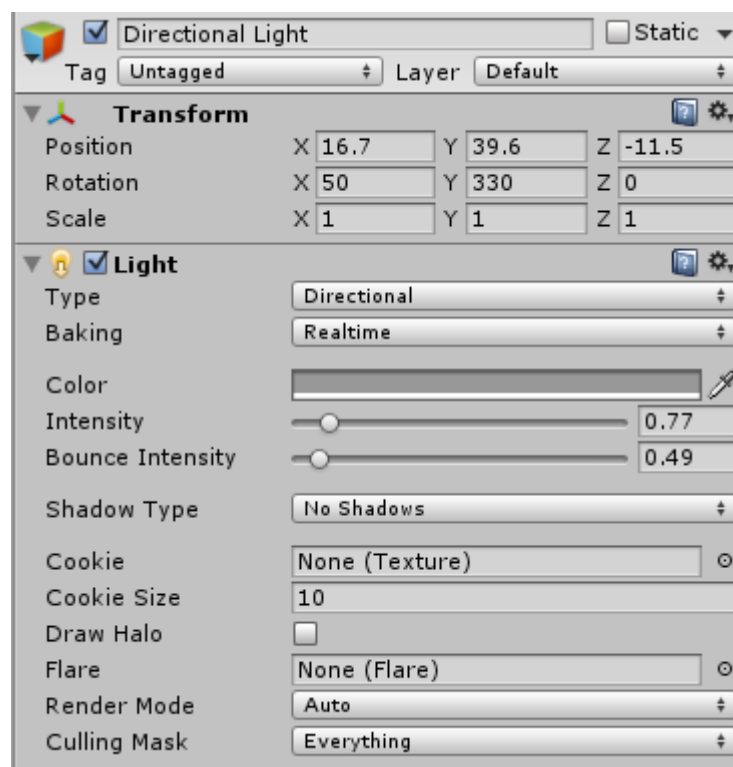 Directional Light Static
Tag Untagged Layer Default
Transform
Position X 16.7 Y 39.6 Z -11.5
Rotation X 50 Y 330 Z 0
Scale X 1 Y 1 Z 1
Light
Type Directional
Baking Realtime
Color
Intensity 0.77
Bounce Intensity 0.49
Shadow Type No Shadows
Cookie None (Texture)
Cookie Size 10
Draw Halo
Flare None (Flare)
Render Mode Auto
Culling Mask Everything